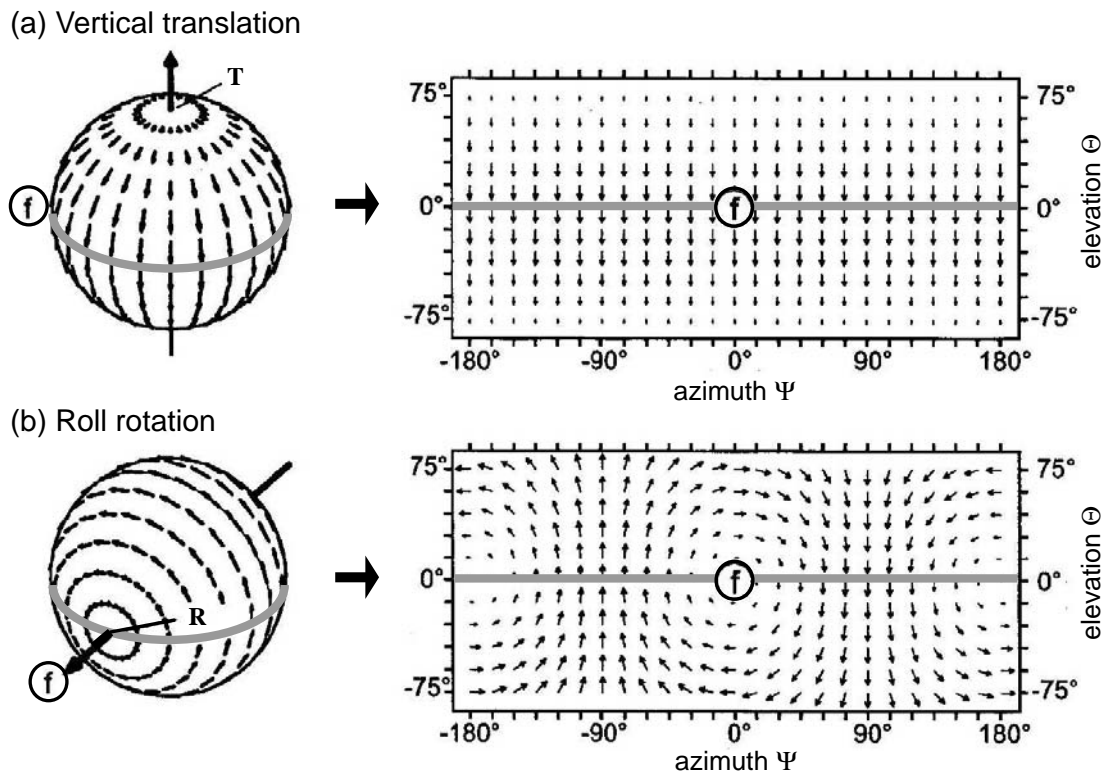 (a) Vertical translation
T
f
75°
0°
-75°
f
75°
0°
-75°
elevation Θ
-180°
-90°
0°
90°
180°
azimuth Ψ
(b) Roll rotation
R
f
75°
0°
-75°
f
75°
0°
-75°
elevation Θ
-180°
-90°
0°
90°
180°
azimuth Ψ